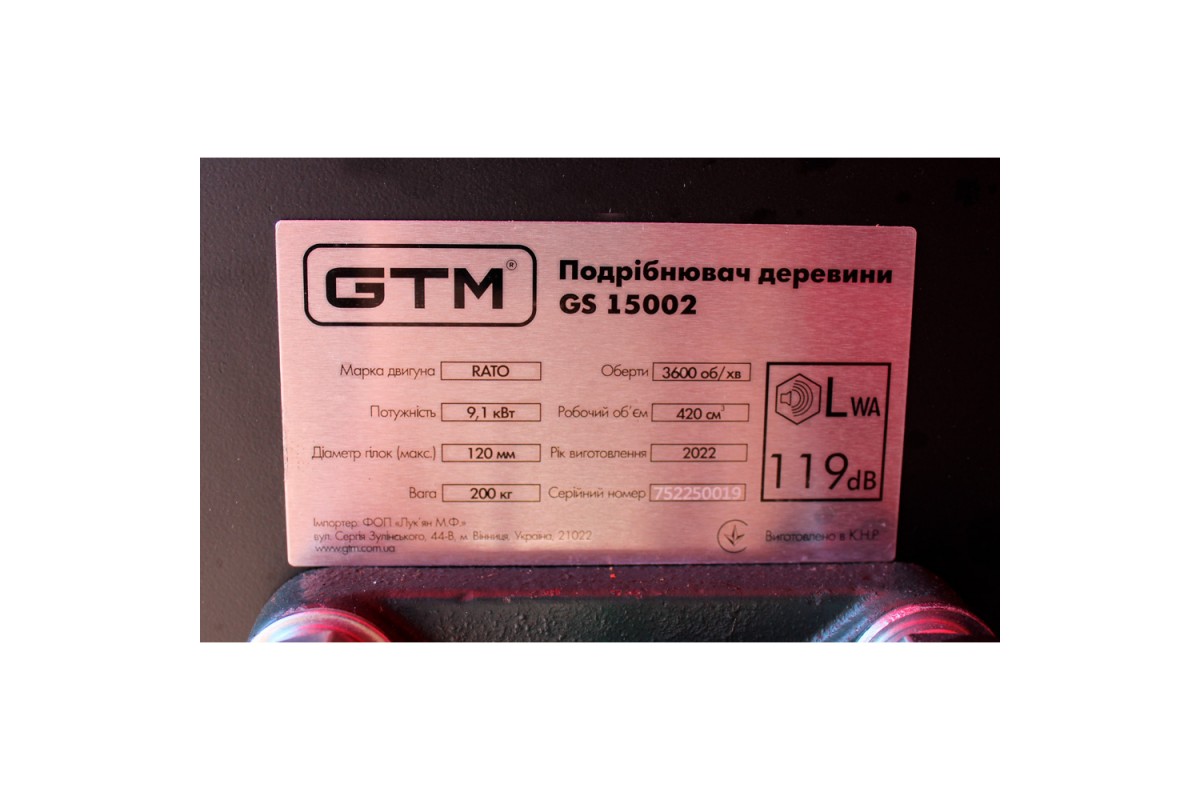 GTM®
Подрібнювач деревини
GS 15002
Марка двигуна RATO
Оберти 3600 об/хв
Потужність 9,1 кВт
Робочий об'єм 420 см³
Діаметр гілок (макс.) 120 мм
Рік виготовлення 2022
Вага 200 кг
Серійний номер 752250019
LWA
119dB
Імпортер: ФОП «Лук'ян М.Ф.»
вул. Сергія Зулінського, 44-В, м. Вінниця, Україна, 21022
www.gtm.com.ua
Виготовлено в К.Н.Р.